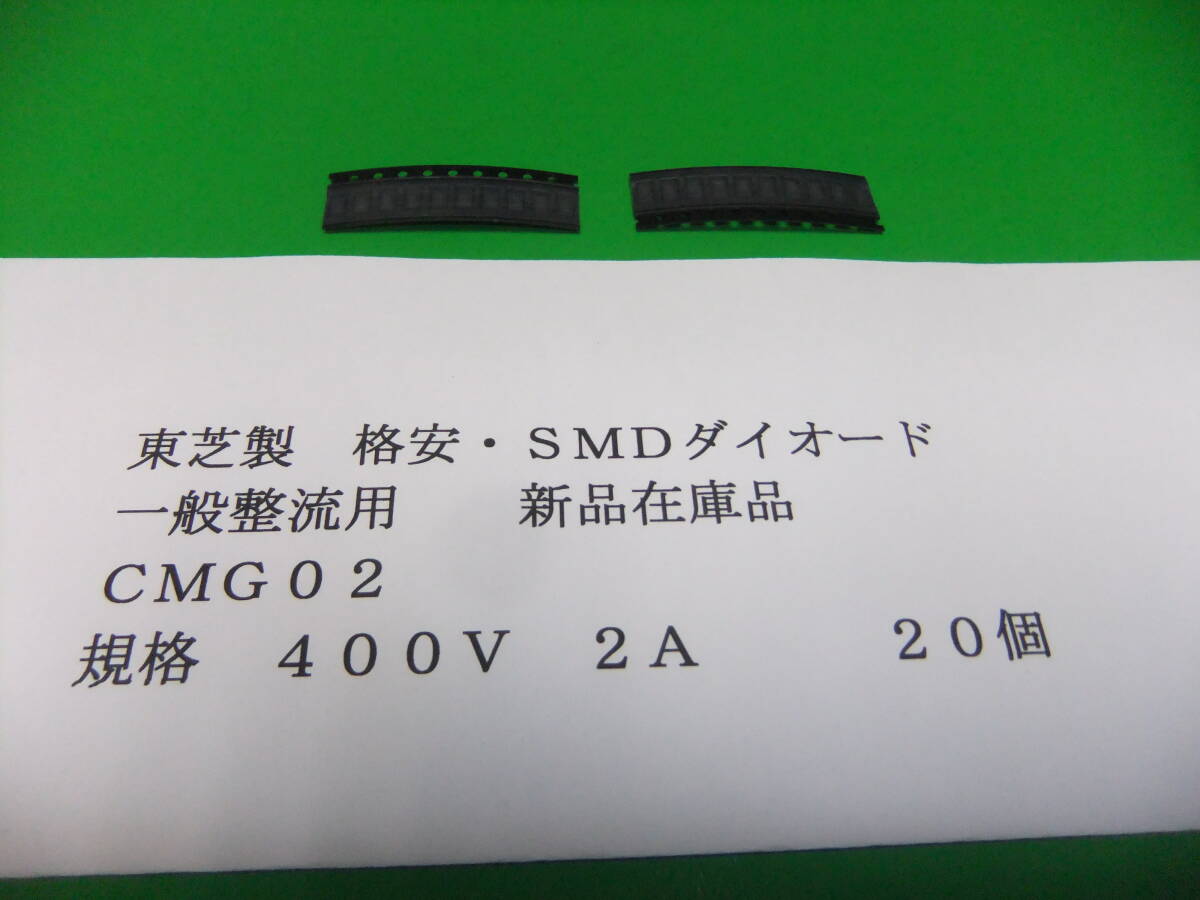 東芝製　格安・ＳＭＤダイオード
一般整流用　　新品在庫品
ＣＭＧ０２
規格　４００Ｖ　２Ａ　　　２０個